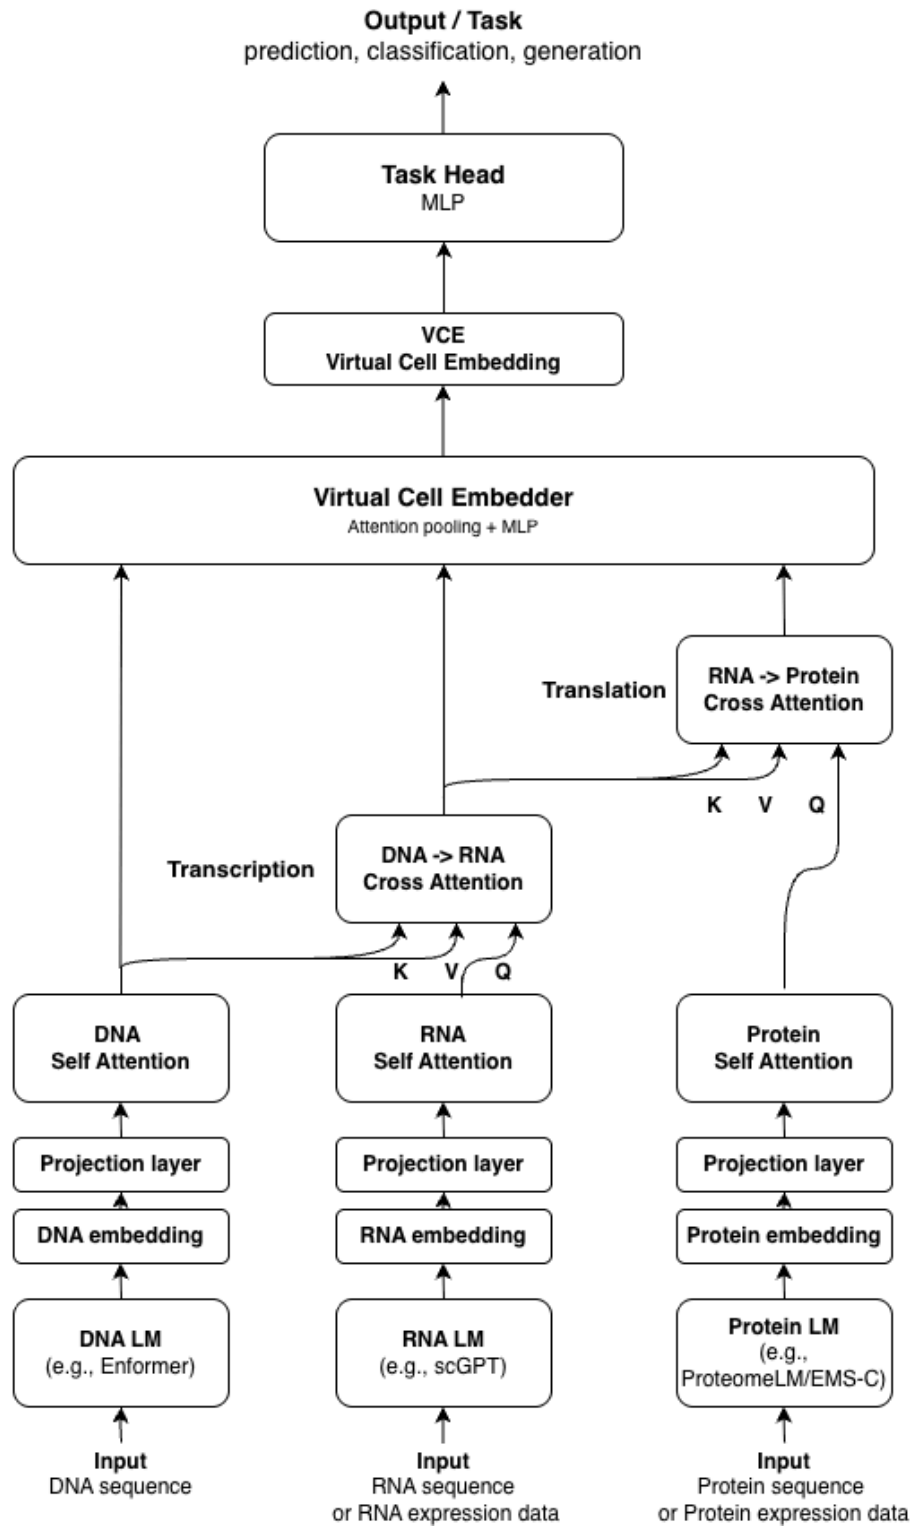 Output / Task
prediction, classification, generation
Task Head
MLP
VCE
Virtual Cell Embedding
Virtual Cell Embedder
Attention pooling + MLP
Translation
RNA -> Protein
Cross Attention
K V Q
Transcription
DNA -> RNA
Cross Attention
K V Q
DNA
Self Attention
RNA
Self Attention
Protein
Self Attention
Projection layer
Projection layer
Projection layer
DNA embedding
RNA embedding
Protein embedding
DNA LM
(e.g., Enformer)
RNA LM
(e.g., scGPT)
Protein LM
(e.g.,
ProteomeLM/EMS-C)
Input
DNA sequence
Input
RNA sequence
or RNA expression data
Input
Protein sequence
or Protein expression data